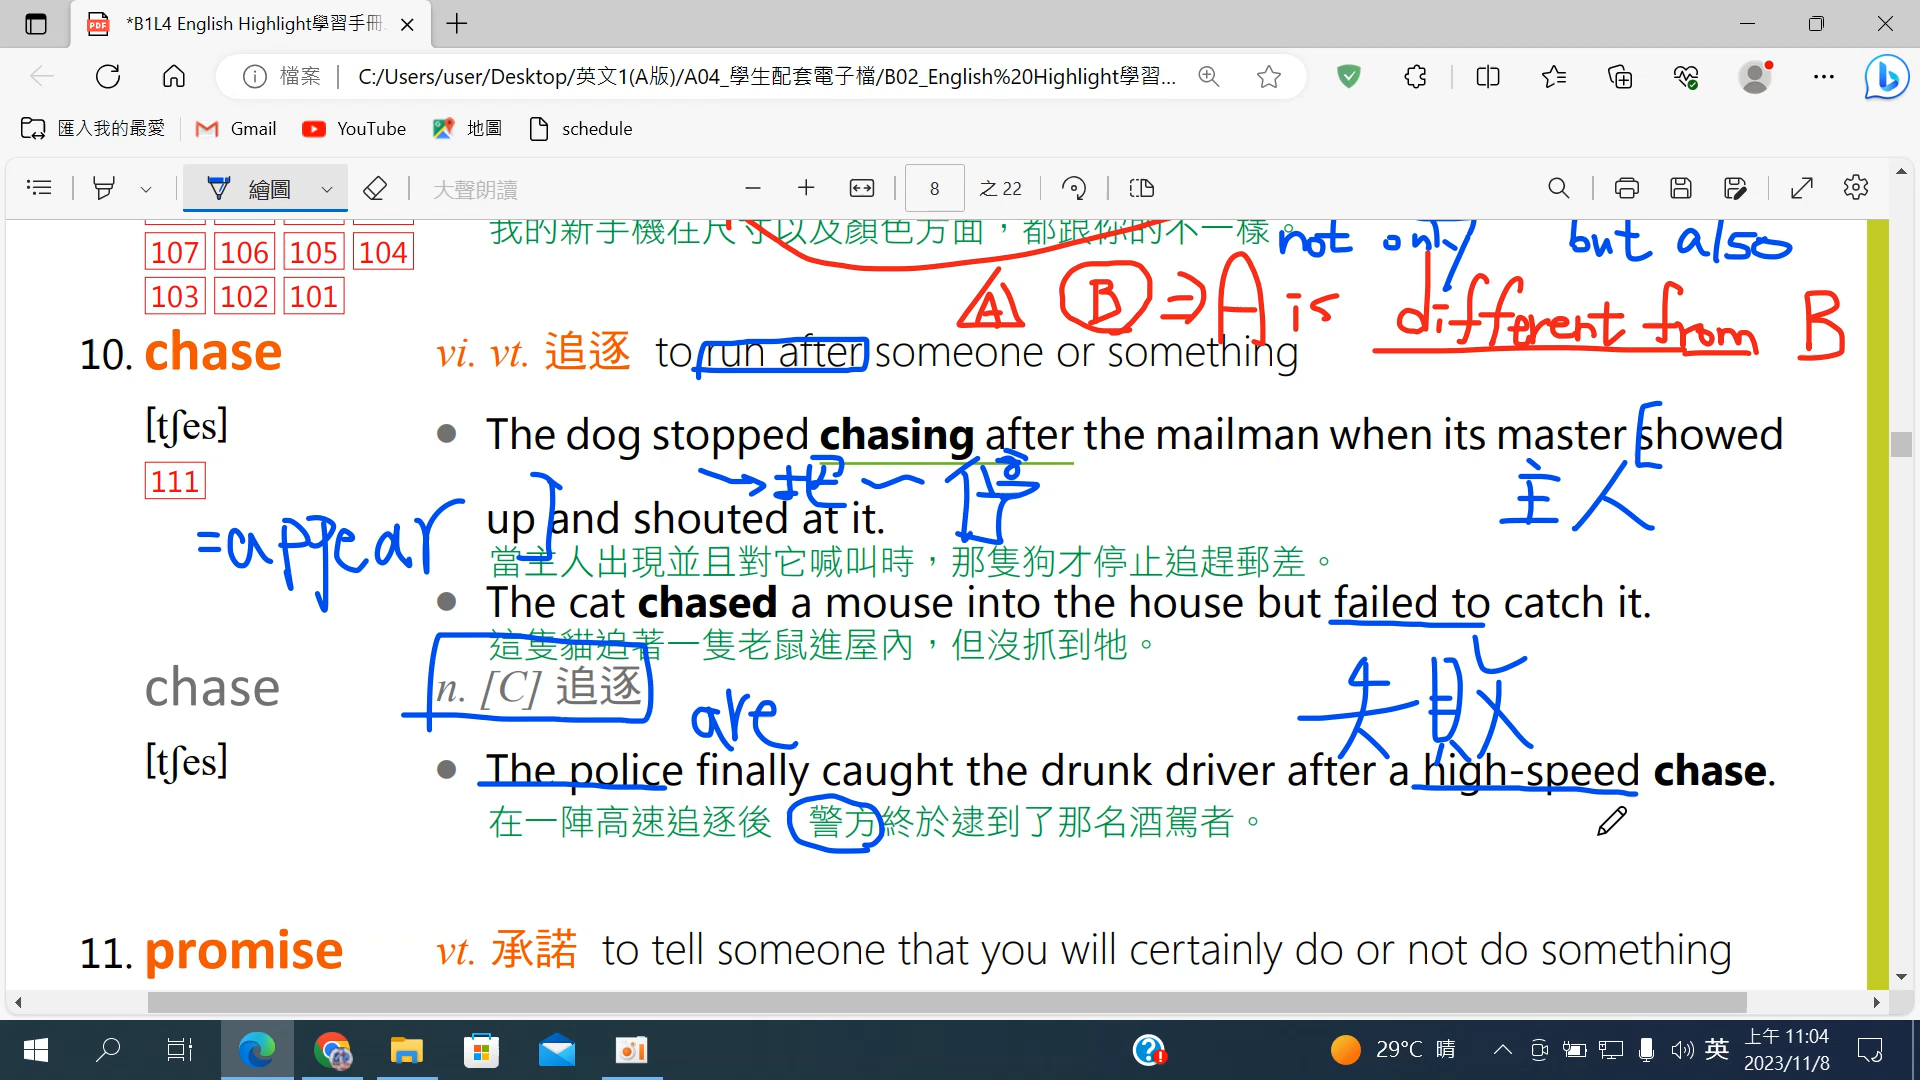 *B1L4 English Highlight學習手冊
檔案 C:/Users/user/Desktop/英文1(A版)/A04_學生配套電子檔/B02_English%20Highlight學習...
匯入我的最愛 Gmail YouTube 地圖 schedule
繪圖 大聲朗讀 8 之 22
我的新手機在尺寸以及顏色方面，都跟你的不一樣。 not only but also
107 106 105 104
103 102 101
A B ⇒ A is different from B
10. chase vi. vt. 追逐 to run after someone or something
[tʃes] ● The dog stopped chasing after the mailman when its master showed
111
主人
=appear up and shouted at it.
當主人出現並且對它喊叫時，那隻狗才停止追趕郵差。
● The cat chased a mouse into the house but failed to catch it.
這隻貓追著一隻老鼠進屋內，但沒抓到牠。
失敗
chase n. [C] 追逐
are
[tʃes] ● The police finally caught the drunk driver after a high-speed chase.
在一陣高速追逐後 警方終於逮到了那名酒駕者。
11. promise vt. 承諾 to tell someone that you will certainly do or not do something
29°C 晴 英 上午 11:04
2023/11/8